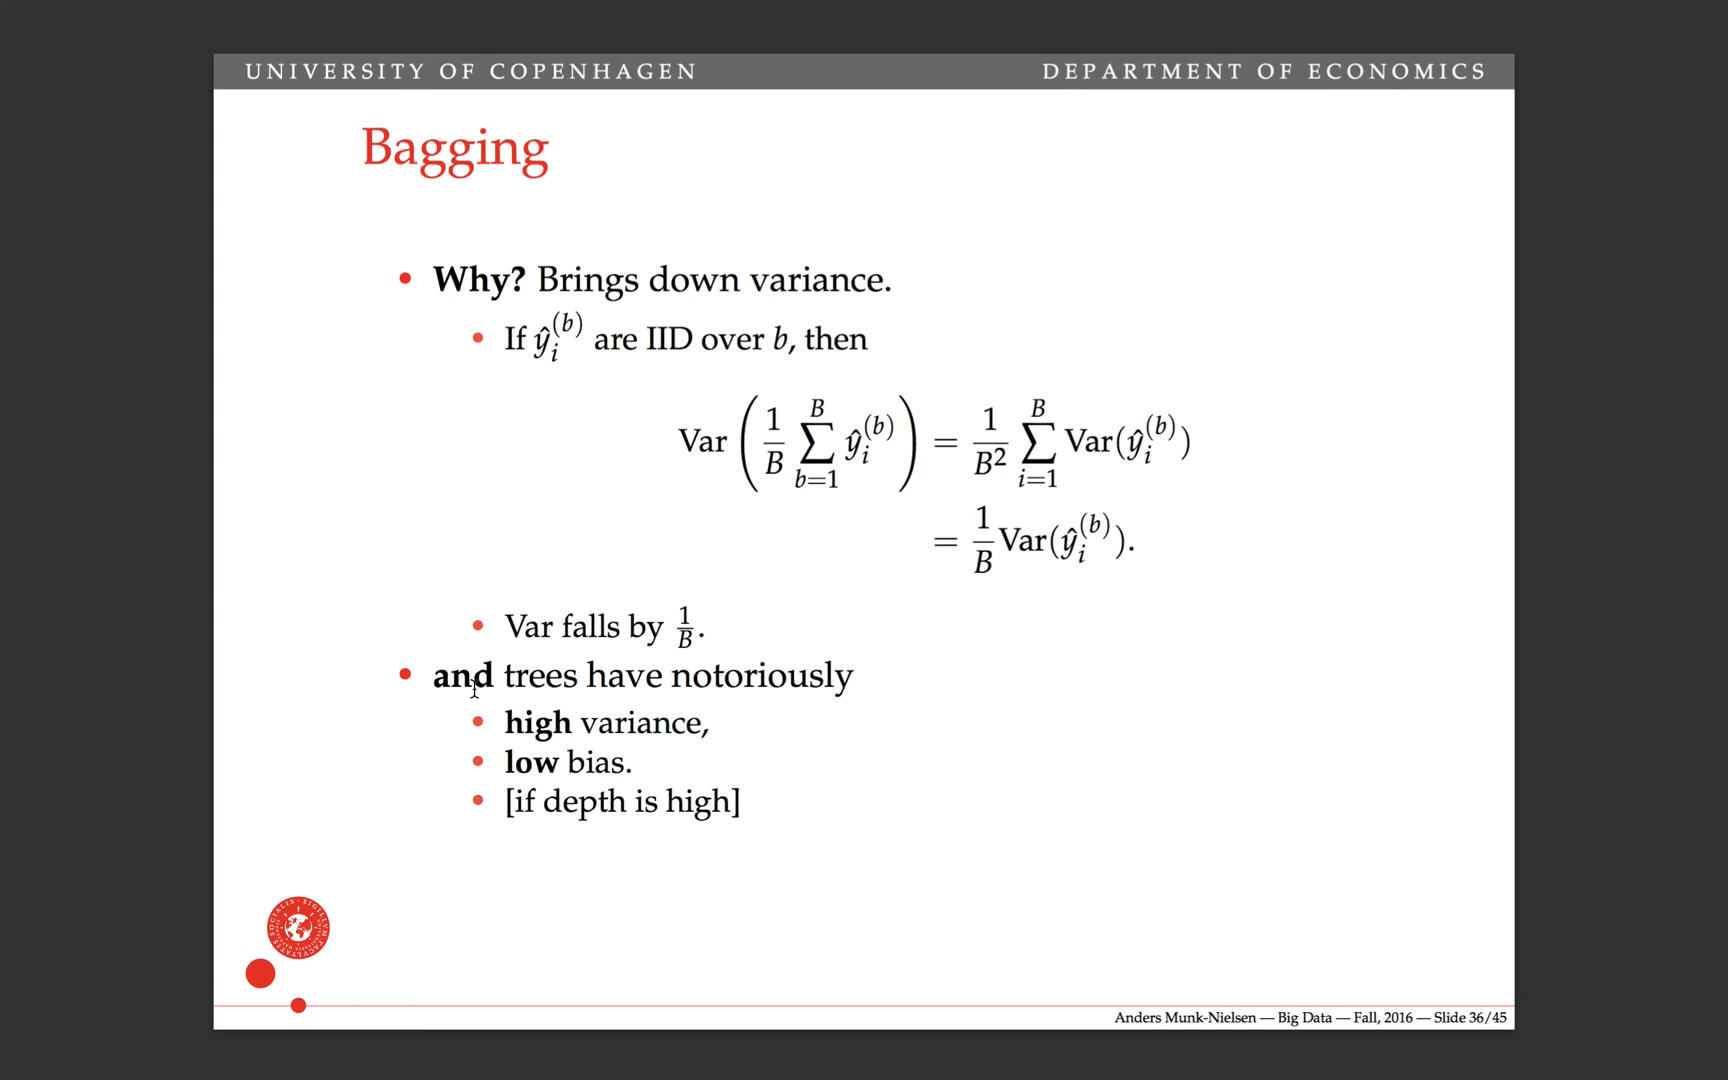 UNIVERSITY OF COPENHAGEN DEPARTMENT OF ECONOMICS
Bagging
• Why? Brings down variance.
• If ŷ_i^(b) are IID over b, then
Var ( 1/B ∑_{b=1}^{B} ŷ_i^(b) ) = 1/B² ∑_{i=1}^{B} Var(ŷ_i^(b))
= 1/B Var(ŷ_i^(b)).
• Var falls by 1/B.
• and trees have notoriously
• high variance,
• low bias.
• [if depth is high]
Anders Munk-Nielsen — Big Data — Fall, 2016 — Slide 36/45